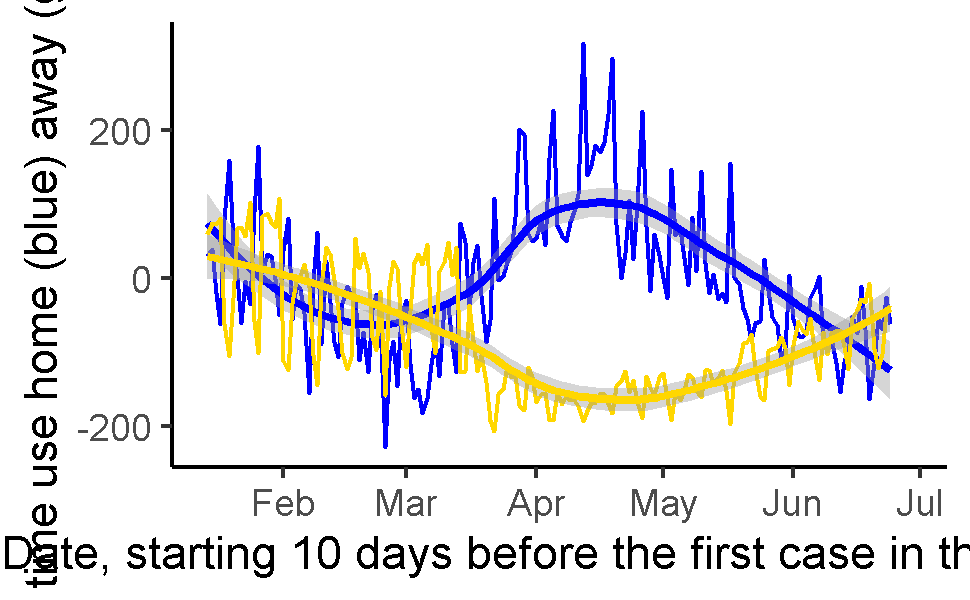 time use home (blue) away (
200
0
-200
Feb Mar Apr May Jun Jul
Date, starting 10 days before the first case in th